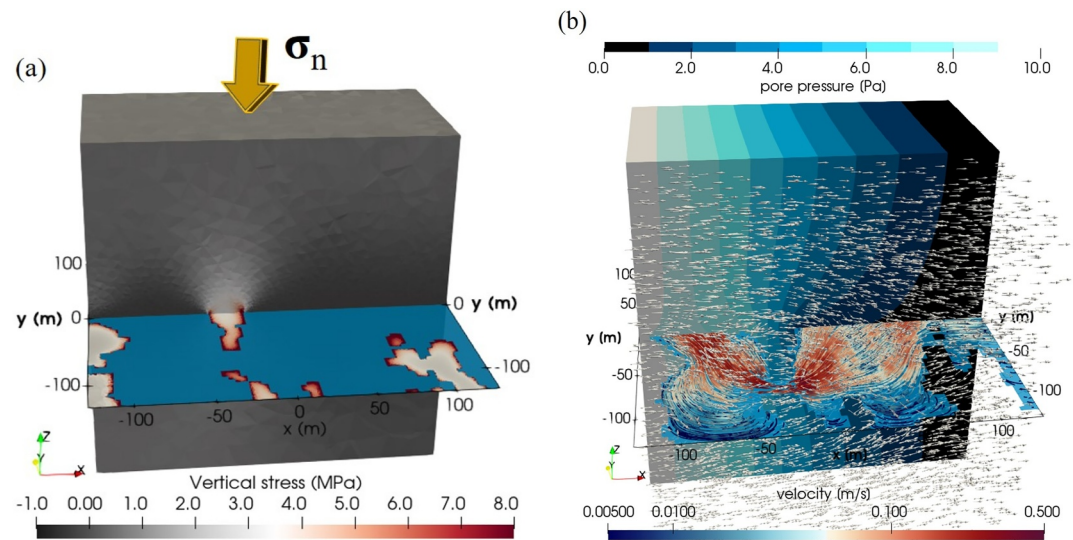 (a)
σn
100
y (m)
0
-100
0
y (m)
-100
-100
-50
0
50
100
x (m)
Z
Y
X
Vertical stress (MPa)
-1.0
0.00
1.0
2.0
3.0
4.0
5.0
6.0
7.0
8.0
(b)
0.0
2.0
4.0
6.0
8.0
10.0
pore pressure [Pa]
100
50
y (m)
0
-50
-100
y (m)
-50
-100
-100
-50
x (m)
100
Z
Y
X
velocity [m/s]
0.00500
0.0100
0.100
0.500